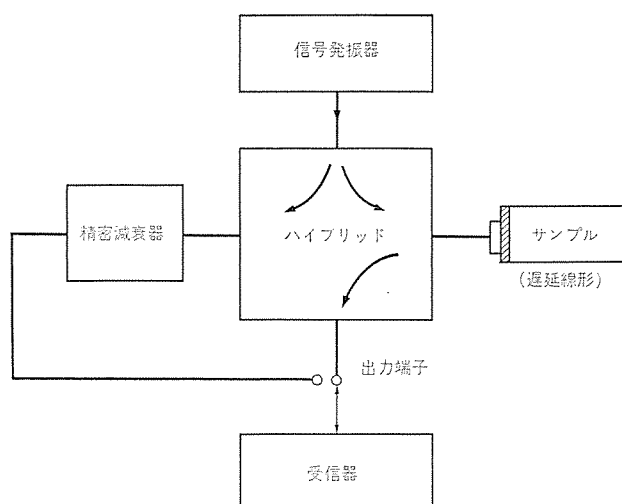 信号発振器
精密減衰器
ハイブリッド
サンプル
(遅延線形)
出力端子
受信器